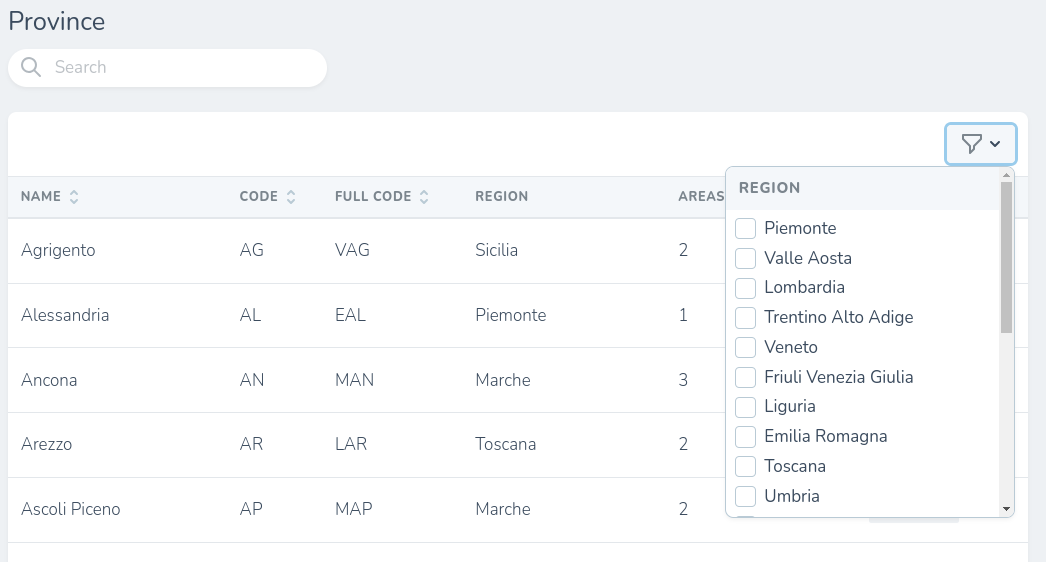 Province
Search
NAME CODE FULL CODE REGION AREAS
Agrigento AG VAG Sicilia 2
Alessandria AL EAL Piemonte 1
Ancona AN MAN Marche 3
Arezzo AR LAR Toscana 2
Ascoli Piceno AP MAP Marche 2
REGION
Piemonte
Valle Aosta
Lombardia
Trentino Alto Adige
Veneto
Friuli Venezia Giulia
Liguria
Emilia Romagna
Toscana
Umbria